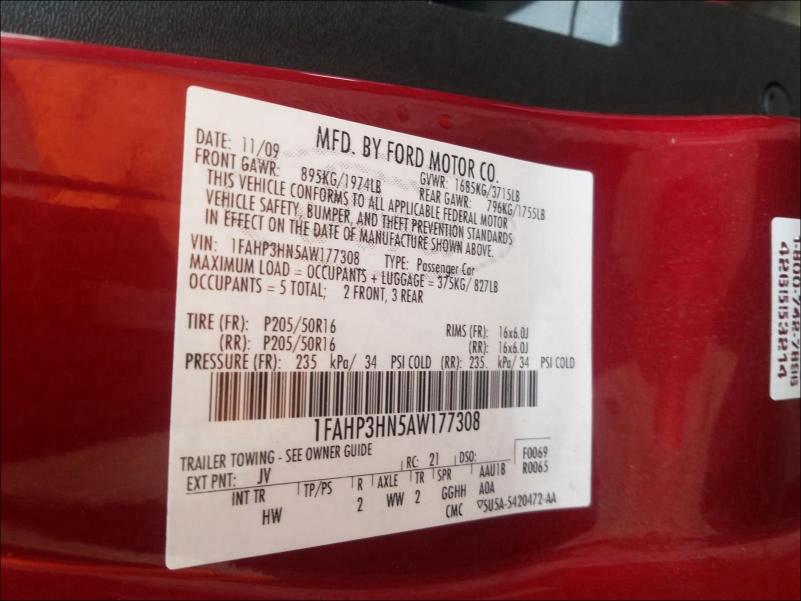 MFD. BY FORD MOTOR CO.
DATE: 11/09 GVWR: 1685KG/3715LB
FRONT GAWR: 895KG/1974LB REAR GAWR: 796KG/1755LB
THIS VEHICLE CONFORMS TO ALL APPLICABLE FEDERAL MOTOR
VEHICLE SAFETY, BUMPER, AND THEFT PREVENTION STANDARDS
IN EFFECT ON THE DATE OF MANUFACTURE SHOWN ABOVE.
VIN: 1FAHP3HN5AW177308 TYPE: Passenger Car
MAXIMUM LOAD = OCCUPANTS + LUGGAGE = 375KG/ 827LB
OCCUPANTS = 5 TOTAL; 2 FRONT, 3 REAR
TIRE (FR): P205/50R16 RIMS (FR): 16x6.0J
(RR): P205/50R16 (RR): 16x6.0J
PRESSURE (FR): 235 kPa/ 34 PSI COLD (RR): 235 kPa/ 34 PSI COLD
1FAHP3HN5AW177308
TRAILER TOWING - SEE OWNER GUIDE
EXT PNT: JV RC: 21 DSO: F0069
INT TR TP/PS R AXLE TR SPR AAU1B R0065
HW 2 WW 2 GGHH A0A
CMC 5U5A-5420472-AA
1-800-742-7888
4235553214